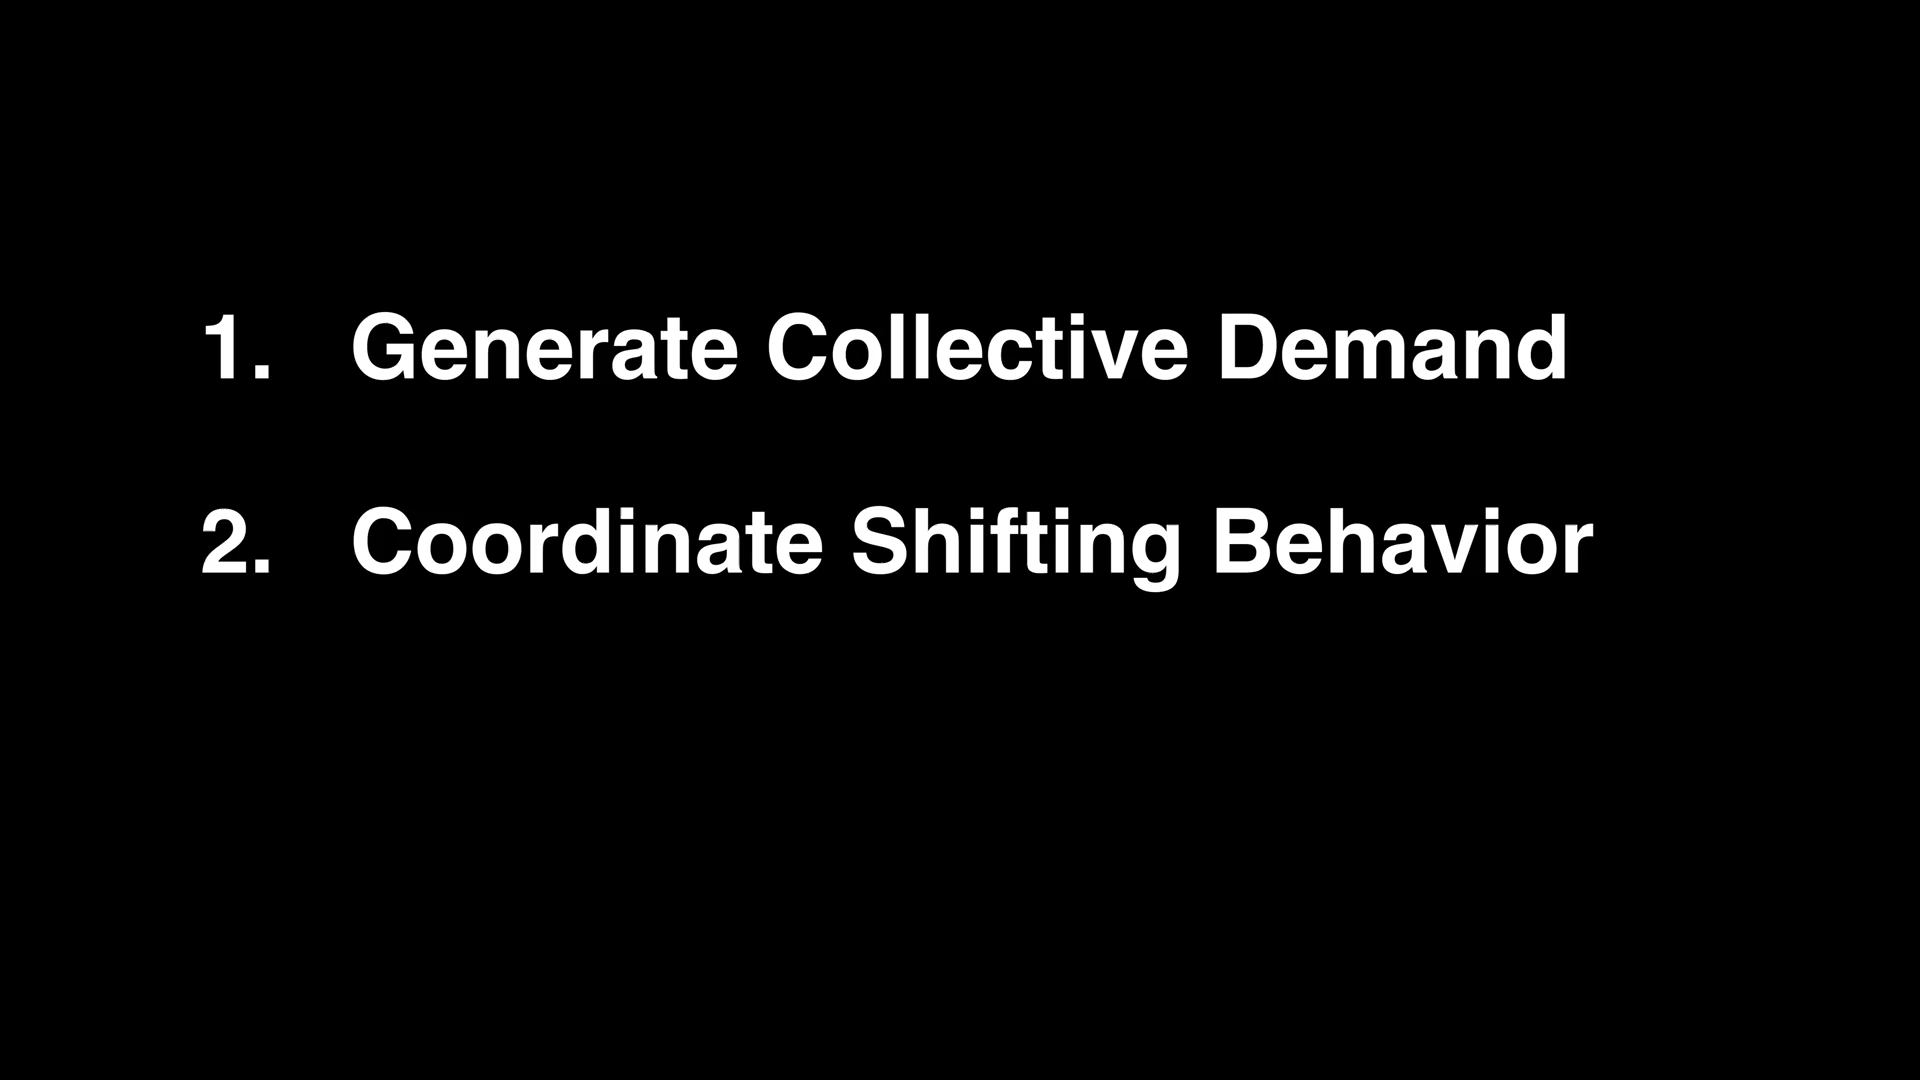 1. Generate Collective Demand
2. Coordinate Shifting Behavior